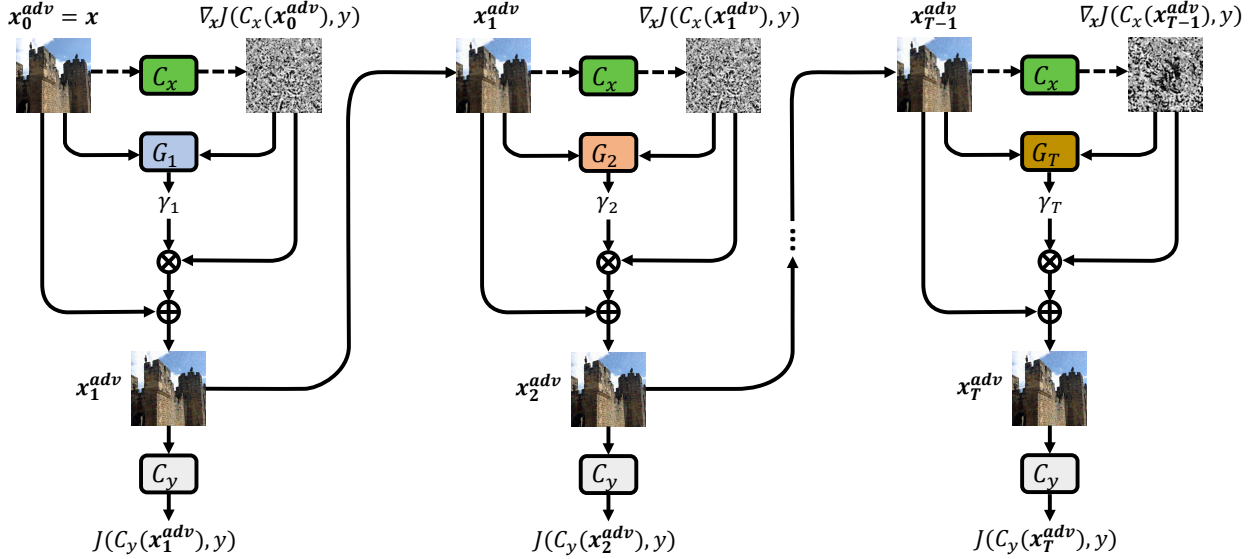 x_0^{adv} = x
∇_x J(C_x(x_0^{adv}), y)
C_x
G_1
γ_1
x_1^{adv}
C_y
J(C_y(x_1^{adv}), y)
x_1^{adv}
∇_x J(C_x(x_1^{adv}), y)
C_x
G_2
γ_2
x_2^{adv}
C_y
J(C_y(x_2^{adv}), y)
...
x_{T-1}^{adv}
∇_x J(C_x(x_{T-1}^{adv}), y)
C_x
G_T
γ_T
x_T^{adv}
C_y
J(C_y(x_T^{adv}), y)